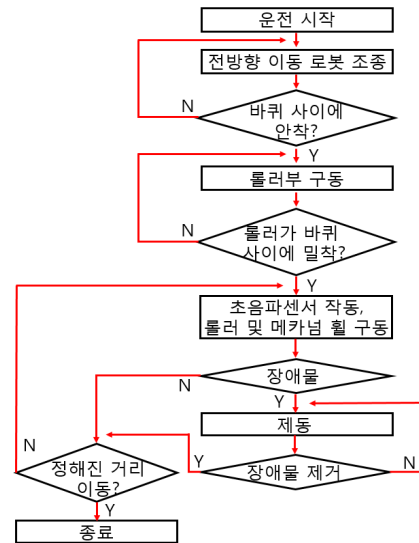 운전 시작
전방향 이동 로봇 조종
N
바퀴 사이에
안착?
Y
롤러부 구동
N
롤러가 바퀴
사이에 밀착?
Y
초음파센서 작동,
롤러 및 메카넘 휠 구동
장애물
N
Y
제동
N
정해진 거리
이동?
Y
장애물 제거
N
Y
종료